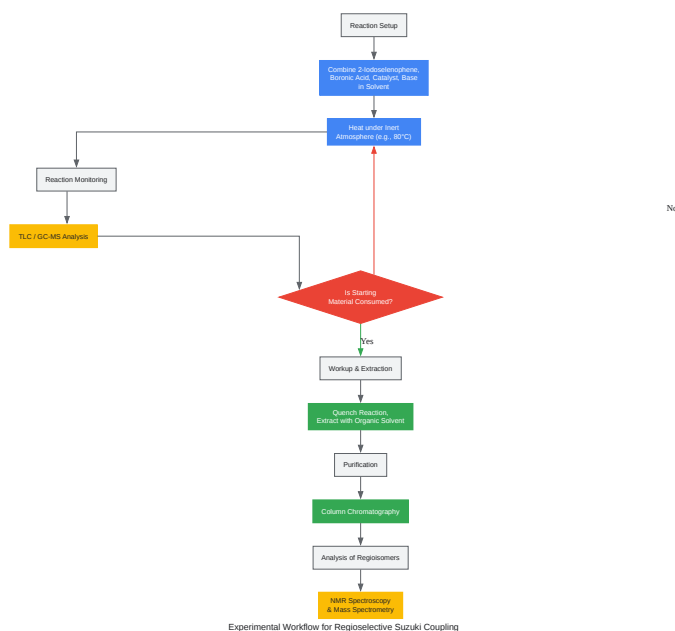 Reaction Setup
Combine 2-Iodoselenophene,
Boronic Acid, Catalyst, Base
in Solvent
Heat under Inert
Atmosphere (e.g., 80°C)
Reaction Monitoring
No
TLC / GC-MS Analysis
Is Starting
Material Consumed?
Yes
Workup & Extraction
Quench Reaction,
Extract with Organic Solvent
Purification
Column Chromatography
Analysis of Regioisomers
NMR Spectroscopy
& Mass Spectrometry
Experimental Workflow for Regioselective Suzuki Coupling